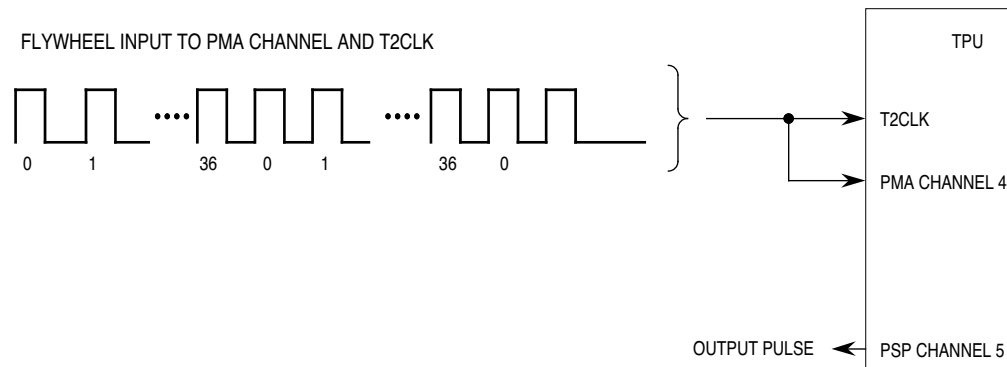 TPU
FLYWHEEL INPUT TO PMA CHANNEL AND T2CLK
T2CLK
0 1 36 0 1 36 0
PMA CHANNEL 4
OUTPUT PULSE PSP CHANNEL 5